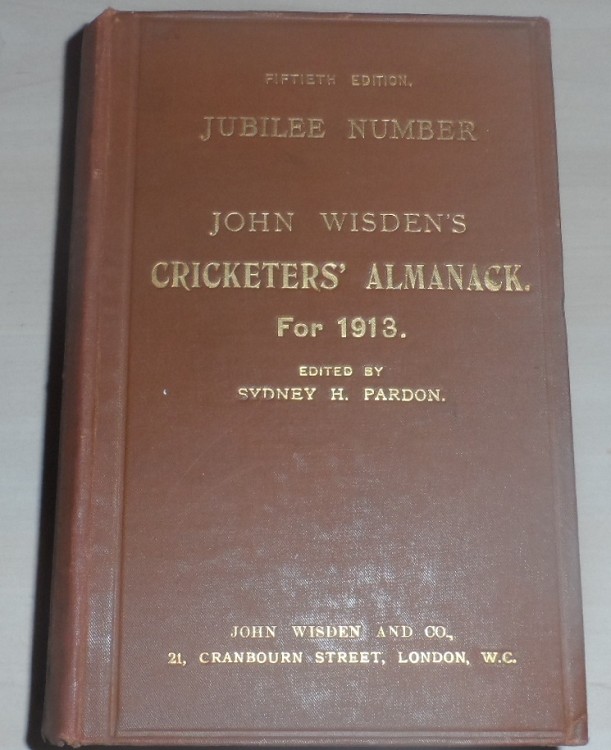 FIFTIETH EDITION.
JUBILEE NUMBER
JOHN WISDEN'S
CRICKETERS' ALMANACK.
For 1913.
EDITED BY
SYDNEY H. PARDON.
JOHN WISDEN AND CO.,
21, CRANBOURN STREET, LONDON, W.C.